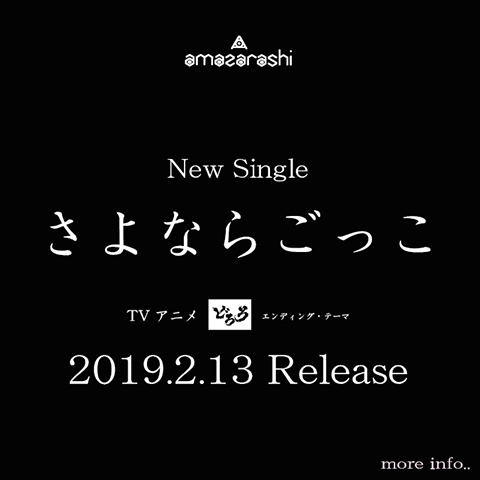 amazarashi
New Single
さよならごっこ
TV アニメ どろろ エンディング・テーマ
2019.2.13 Release
more info..